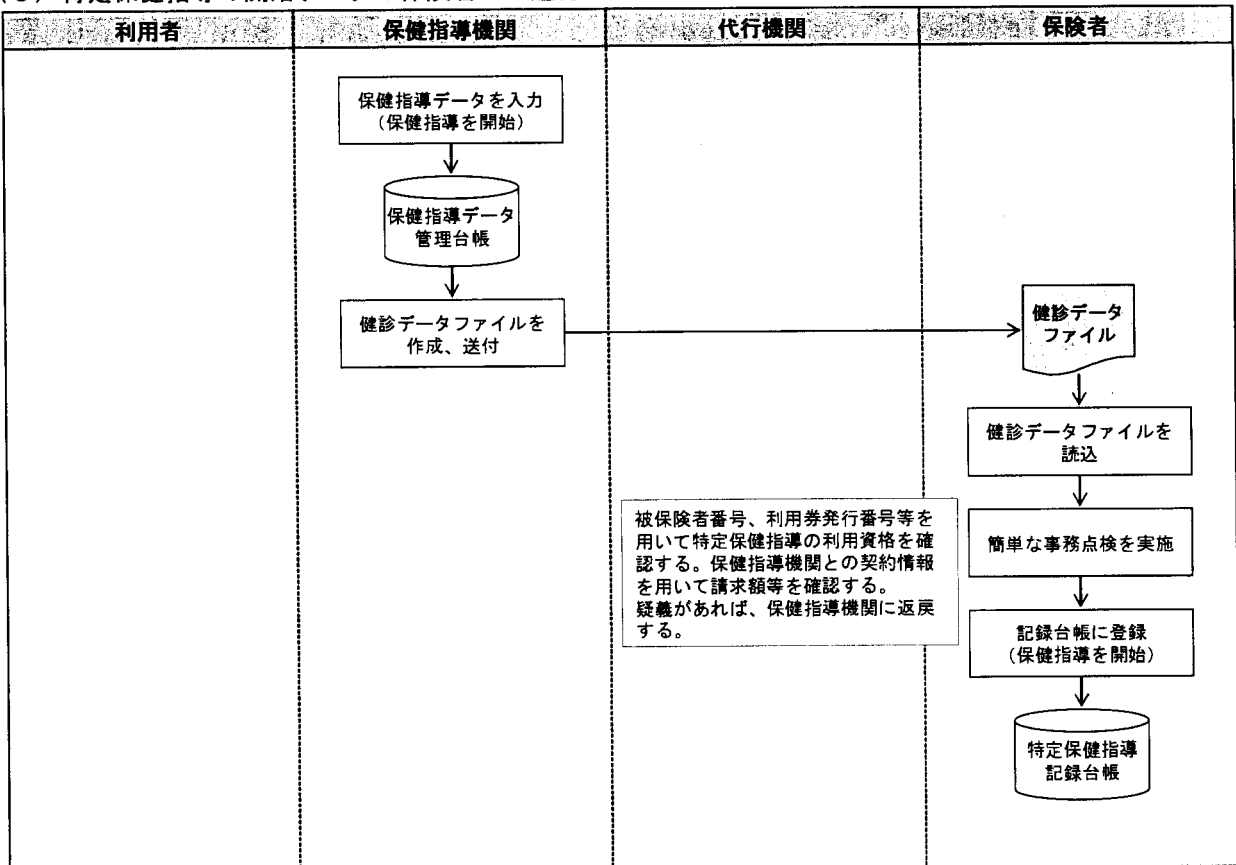 利用者
保健指導機関
代行機関
保険者
保健指導データを入力
（保健指導を開始）
保健指導データ
管理台帳
健診データファイルを
作成、送付
健診データ
ファイル
健診データファイルを
読込
被保険者番号、利用券発行番号等を
用いて特定保健指導の利用資格を確
認する。保健指導機関との契約情報
を用いて請求額等を確認する。
疑義があれば、保健指導機関に返戻
する。
簡単な事務点検を実施
記録台帳に登録
（保健指導を開始）
特定保健指導
記録台帳